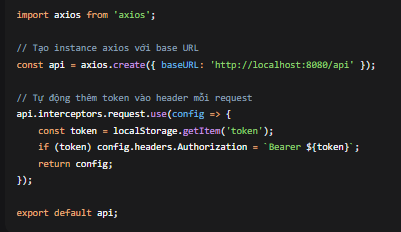 import axios from 'axios';

// Tạo instance axios với base URL
const api = axios.create({ baseURL: 'http://localhost:8080/api' });

// Tự động thêm token vào header mỗi request
api.interceptors.request.use(config => {
    const token = localStorage.getItem('token');
    if (token) config.headers.Authorization = `Bearer ${token}`;
    return config;
});

export default api;